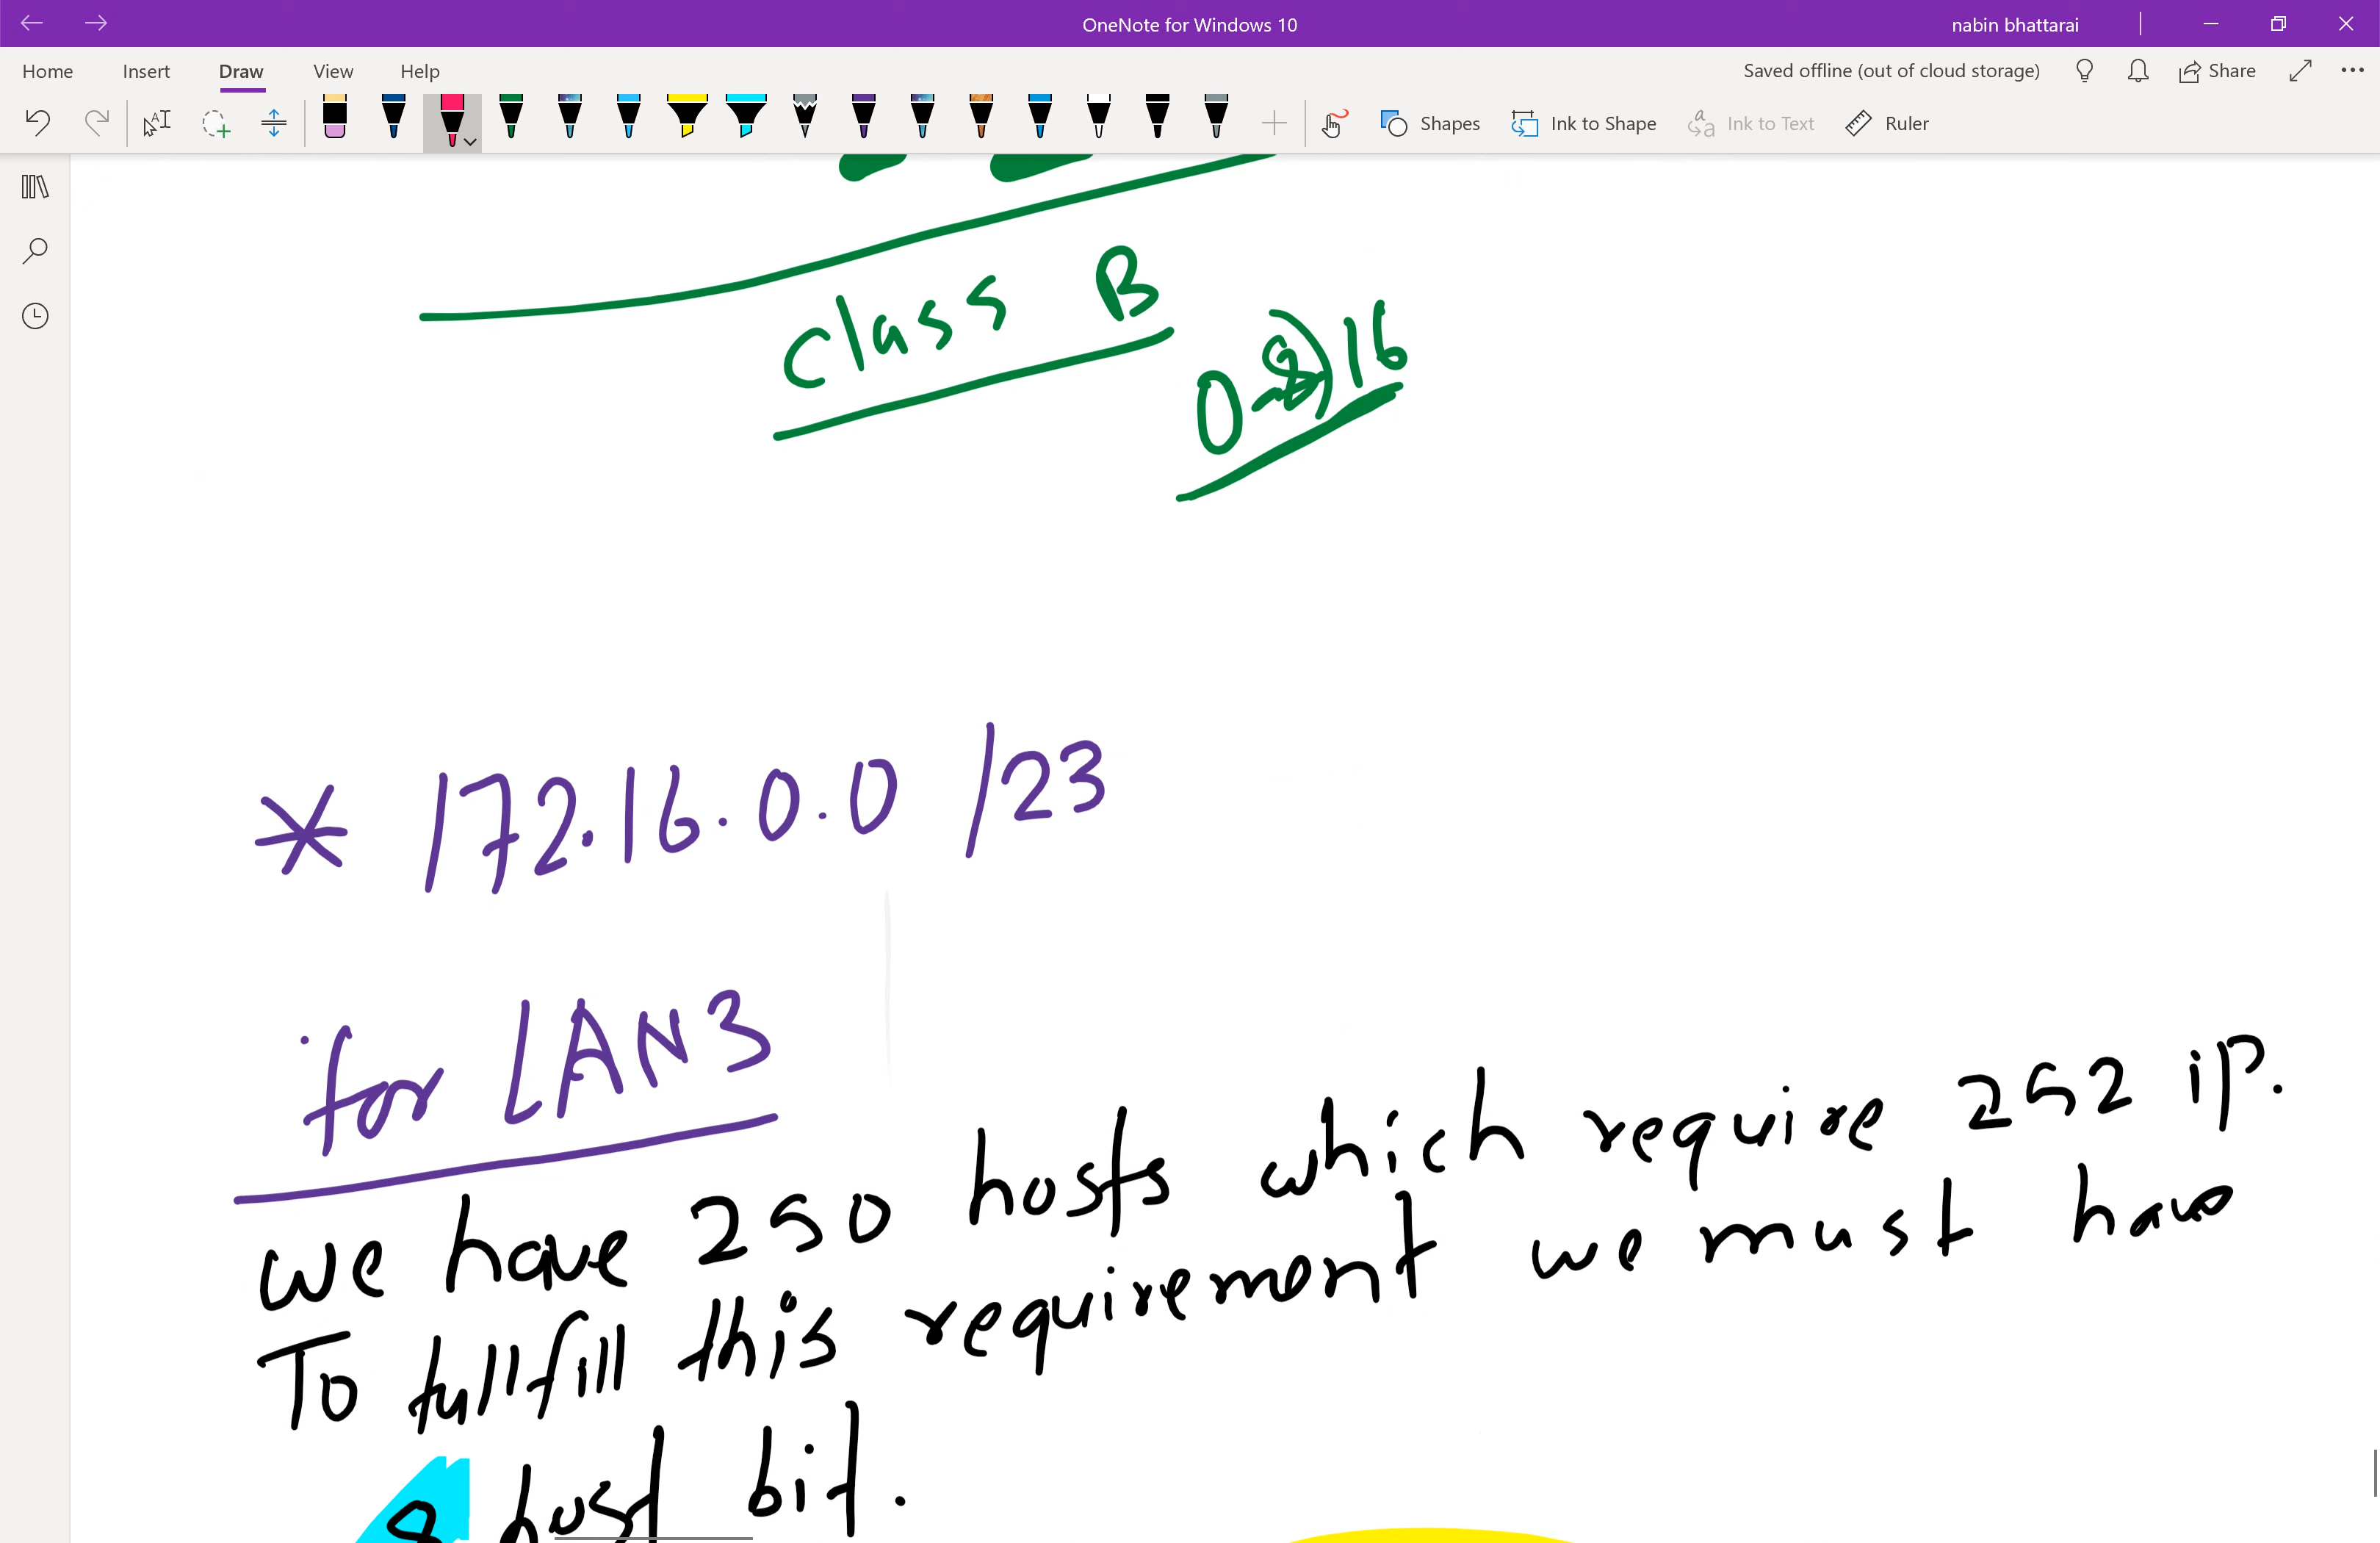 OneNote for Windows 10
nabin bhattarai
Home Insert Draw View Help
Saved offline (out of cloud storage)
Share
Shapes Ink to Shape Ink to Text Ruler
Class B
16
* 172.16.0.0 /23
for LAN3
we have 250 hosts which require 252 iP.
To fullfill this requirement we must have
8 host bit.